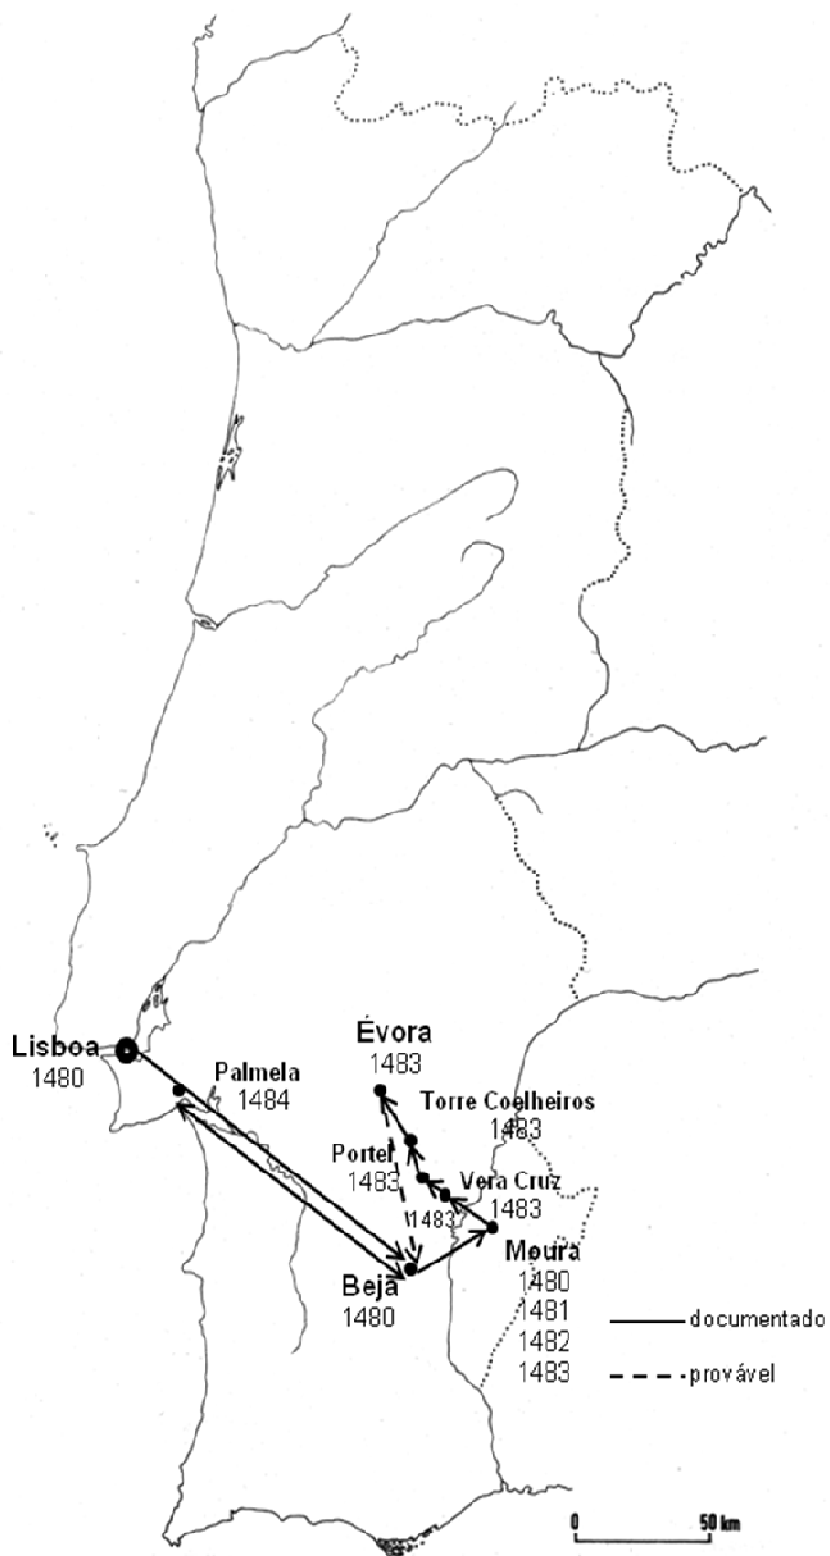 Lisboa
1480
Palmela
1484
Évora
1483
Torre Coelheiros
1483
Portel
1483
Vera Cruz
1483
1483
Moura
1480
1481
1482
1483
Beja
1480
documentado
provável
0 50 km